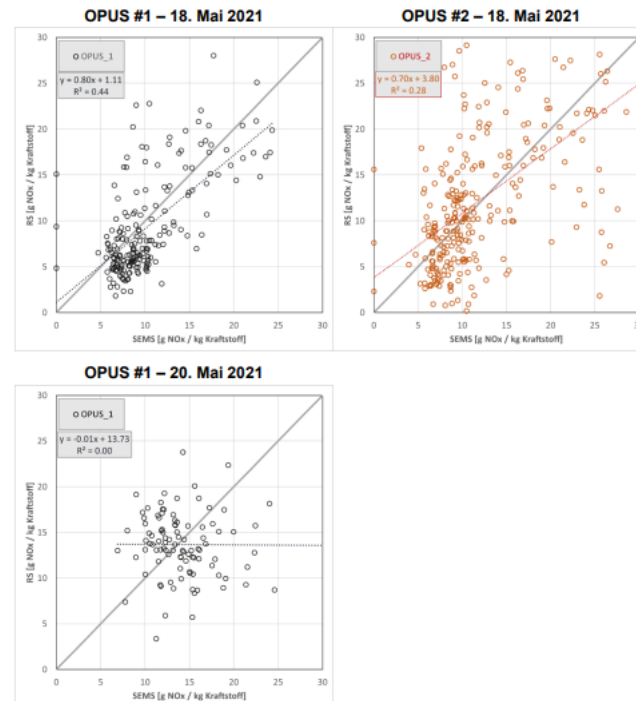 OPUS #1 – 18. Mai 2021
30
25
20
15
10
5
0
RS [g NOx / kg Kraftstoff]
OPUS_1
y = 0.80x + 1.11
R² = 0.44
0 5 10 15 20 25 30
SEMS [g NOx / kg Kraftstoff]
OPUS #2 – 18. Mai 2021
30
25
20
15
10
5
0
RS [g NOx / kg Kraftstoff]
OPUS_2
y = 0.70x + 3.80
R² = 0.28
0 5 10 15 20 25 30
SEMS [g NOx / kg Kraftstoff]
OPUS #1 – 20. Mai 2021
30
25
20
15
10
5
0
RS [g NOx / kg Kraftstoff]
OPUS_1
y = -0.01x + 13.73
R² = 0.00
0 5 10 15 20 25 30
SEMS [g NOx / kg Kraftstoff]